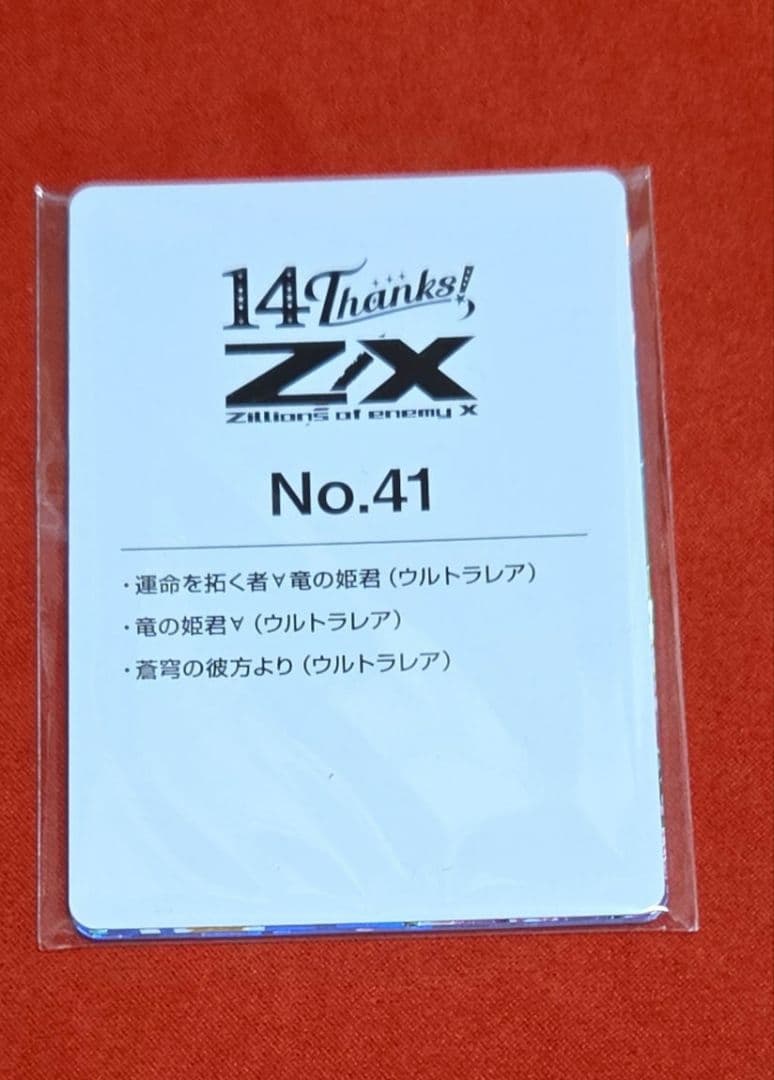 14 Thanks!
Z/X
Zillions of enemy X
No.41
・運命を拓く者∀竜の姫君（ウルトラレア）
・竜の姫君∀（ウルトラレア）
・蒼穹の彼方より（ウルトラレア）